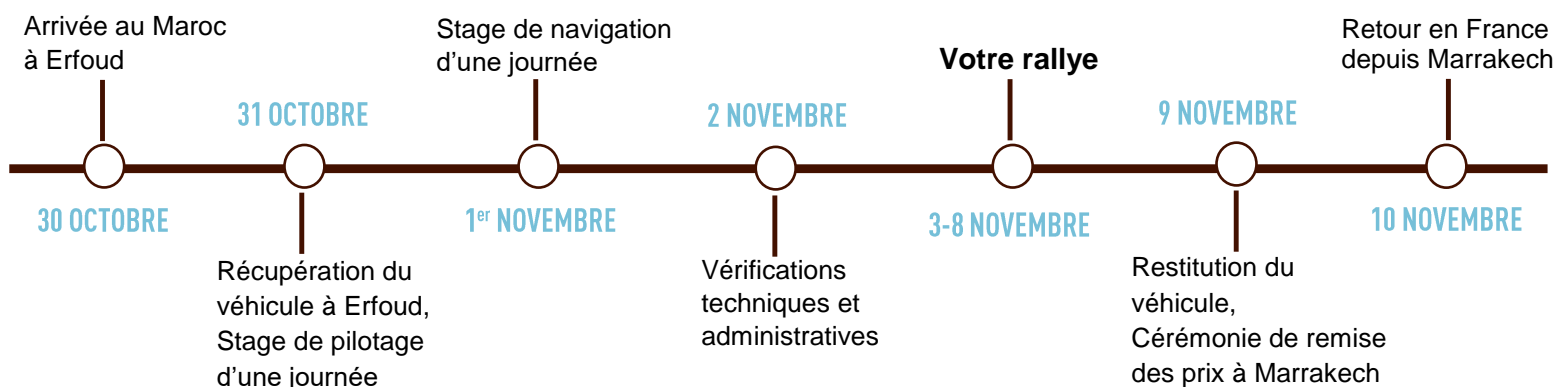 Arrivée au Maroc
à Erfoud
30 OCTOBRE
31 OCTOBRE
Récupération du
véhicule à Erfoud,
Stage de pilotage
d’une journée
Stage de navigation
d’une journée
1er NOVEMBRE
2 NOVEMBRE
Vérifications
techniques et
administratives
Votre rallye
3-8 NOVEMBRE
9 NOVEMBRE
Restitution du
véhicule,
Cérémonie de remise
des prix à Marrakech
Retour en France
depuis Marrakech
10 NOVEMBRE